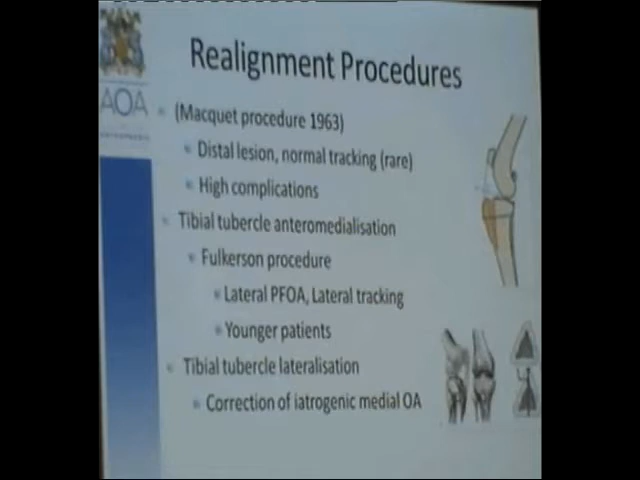 Realignment Procedures
AOA
(Macquet procedure 1963)
Distal lesion, normal tracking (rare)
High complications
Tibial tubercle anteromedialisation
Fulkerson procedure
Lateral PFOA, Lateral tracking
Younger patients
Tibial tubercle lateralisation
Correction of iatrogenic medial OA